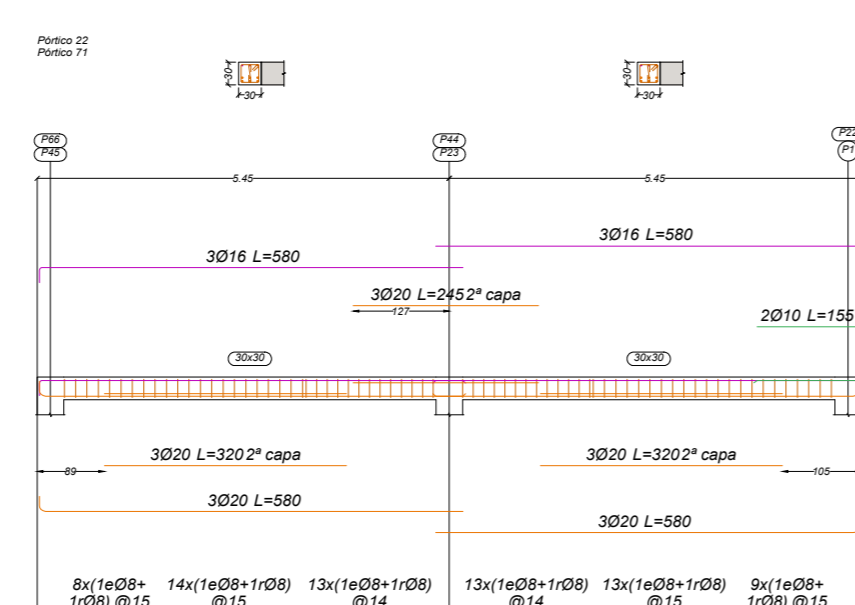 Pórtico 22
Pórtico 71
30
30
30
30
P66
P45
P44
P23
P22
P1
5.45
5.45
3Ø16 L=580
3Ø16 L=580
3Ø20 L=245 2ª capa
127
2Ø10 L=155
30x30
30x30
3Ø20 L=320 2ª capa
3Ø20 L=320 2ª capa
89
105
3Ø20 L=580
3Ø20 L=580
8x(1eØ8+ 14x(1eØ8+1rØ8) 13x(1eØ8+1rØ8) 13x(1eØ8+1rØ8) 13x(1eØ8+1rØ8) 9x(1eØ8+
1rØ8) @15 @15 @14 @14 @15 1rØ8) @15